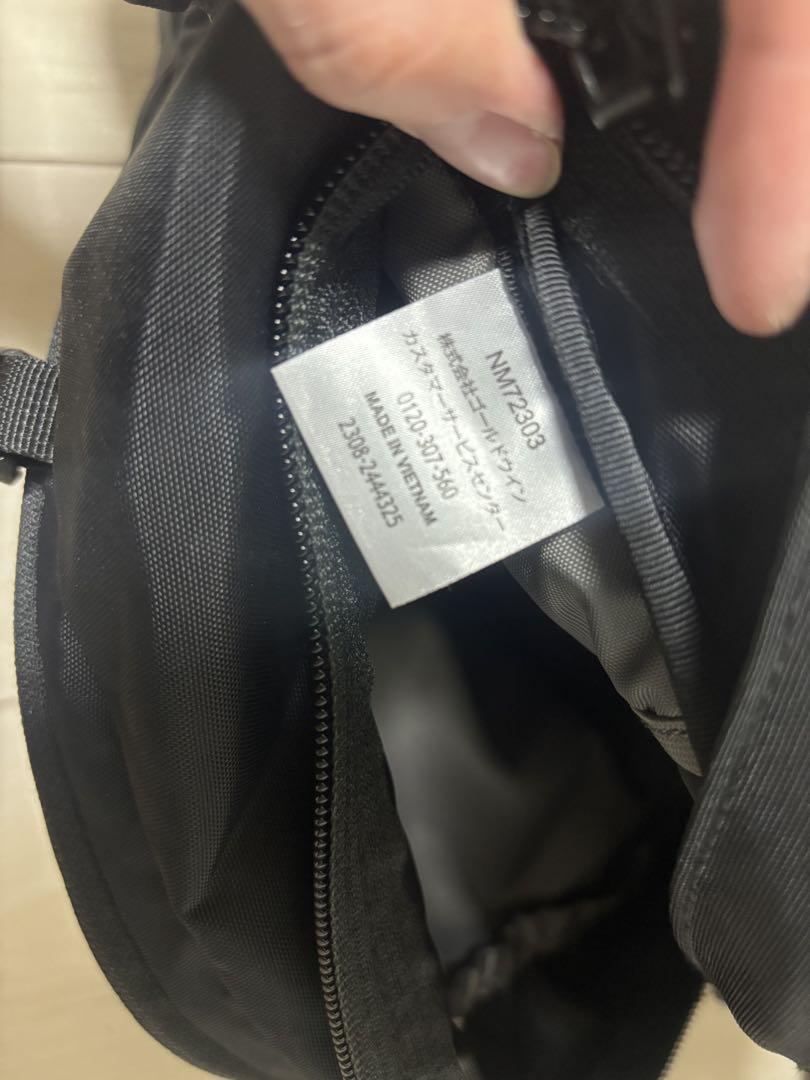 NM72303
株式会社ゴールドウイン
カスタマーサービスセンター
0120-307-560
MADE IN VIETNAM
2308-2444325